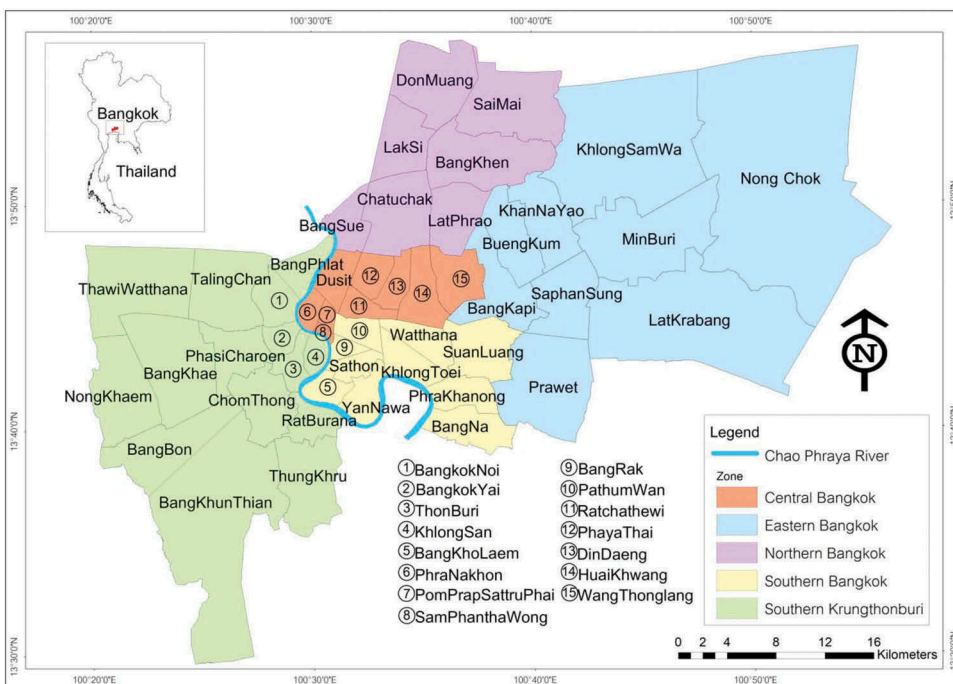 100°20'0"E 100°30'0"E 100°40'0"E 100°50'0"E
Bangkok
Thailand
DonMuang
SaiMai
LakSi
BangKhen
KhlongSamWa
Nong Chok
Chatuchak
KhanNaYao
LatPhrao
BangSue
BuengKum
MinBuri
BangPhlat
Dusit
TalingChan
ThawiWatthana
SaphanSung
BangKapi
LatKrabang
Watthana
SuanLuang
PhasiCharoen
BangKhae
Sathon
KhlongToei
Prawet
NongKhaem
ChomThong
PhraKhanong
YanNawa
RatBurana
BangNa
BangBon
ThungKhru
BangKhunThian
① ② ③ ④ ⑤ ⑥ ⑦ ⑧ ⑨ ⑩ ⑪ ⑫ ⑬ ⑭ ⑮
N
①BangkokNoi
②BangkokYai
③ThonBuri
④KhlongSan
⑤BangKhoLaem
⑥PhraNakhon
⑦PomPrapSattruPhai
⑧SamPhanthaWong
⑨BangRak
⑩PathumWan
⑪Ratchathewi
⑫PhayaThai
⑬DinDaeng
⑭HuaiKhwang
⑮WangThonglang
Legend
Chao Phraya River
Zone
Central Bangkok
Eastern Bangkok
Northern Bangkok
Southern Bangkok
Southern Krungthonburi
0 2 4 8 12 16
Kilometers
13°50'0"N
13°40'0"N
13°30'0"N
100°20'0"E 100°30'0"E 100°40'0"E 100°50'0"E